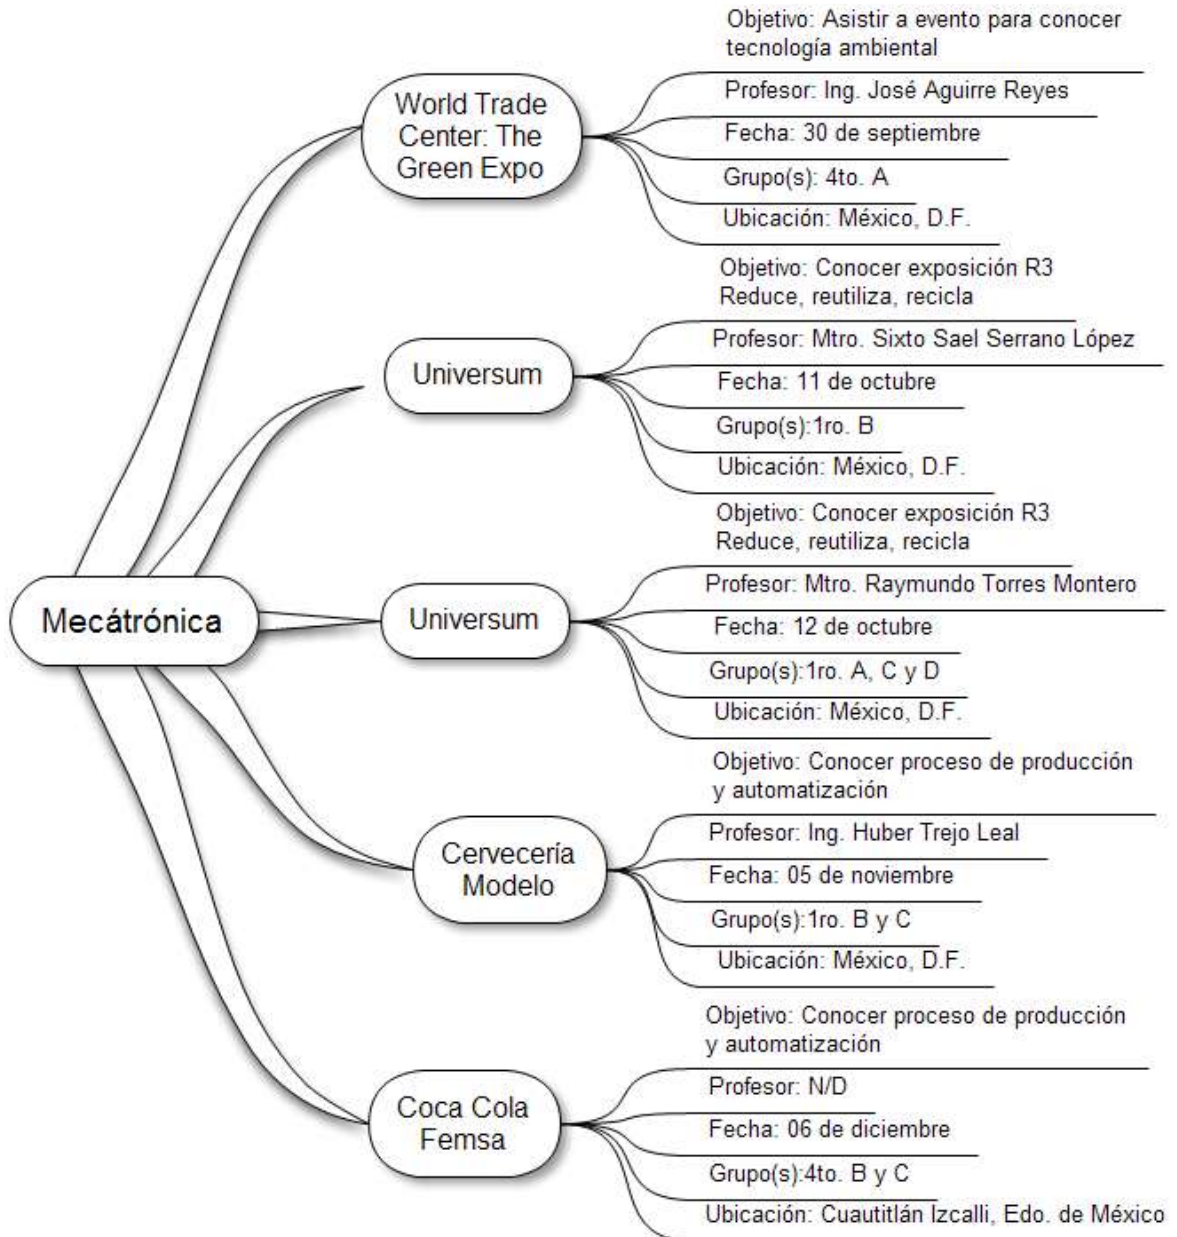 Mecátrónica
World Trade
Center: The
Green Expo
Objetivo: Asistir a evento para conocer
tecnología ambiental
Profesor: Ing. José Aguirre Reyes
Fecha: 30 de septiembre
Grupo(s): 4to. A
Ubicación: México, D.F.
Universum
Objetivo: Conocer exposición R3
Reduce, reutiliza, recicla
Profesor: Mtro. Sixto Sael Serrano López
Fecha: 11 de octubre
Grupo(s):1ro. B
Ubicación: México, D.F.
Universum
Objetivo: Conocer exposición R3
Reduce, reutiliza, recicla
Profesor: Mtro. Raymundo Torres Montero
Fecha: 12 de octubre
Grupo(s):1ro. A, C y D
Ubicación: México, D.F.
Cervecería
Modelo
Objetivo: Conocer proceso de producción
y automatización
Profesor: Ing. Huber Trejo Leal
Fecha: 05 de noviembre
Grupo(s):1ro. B y C
Ubicación: México, D.F.
Coca Cola
Femsa
Objetivo: Conocer proceso de producción
y automatización
Profesor: N/D
Fecha: 06 de diciembre
Grupo(s):4to. B y C
Ubicación: Cuautitlán Izcalli, Edo. de México